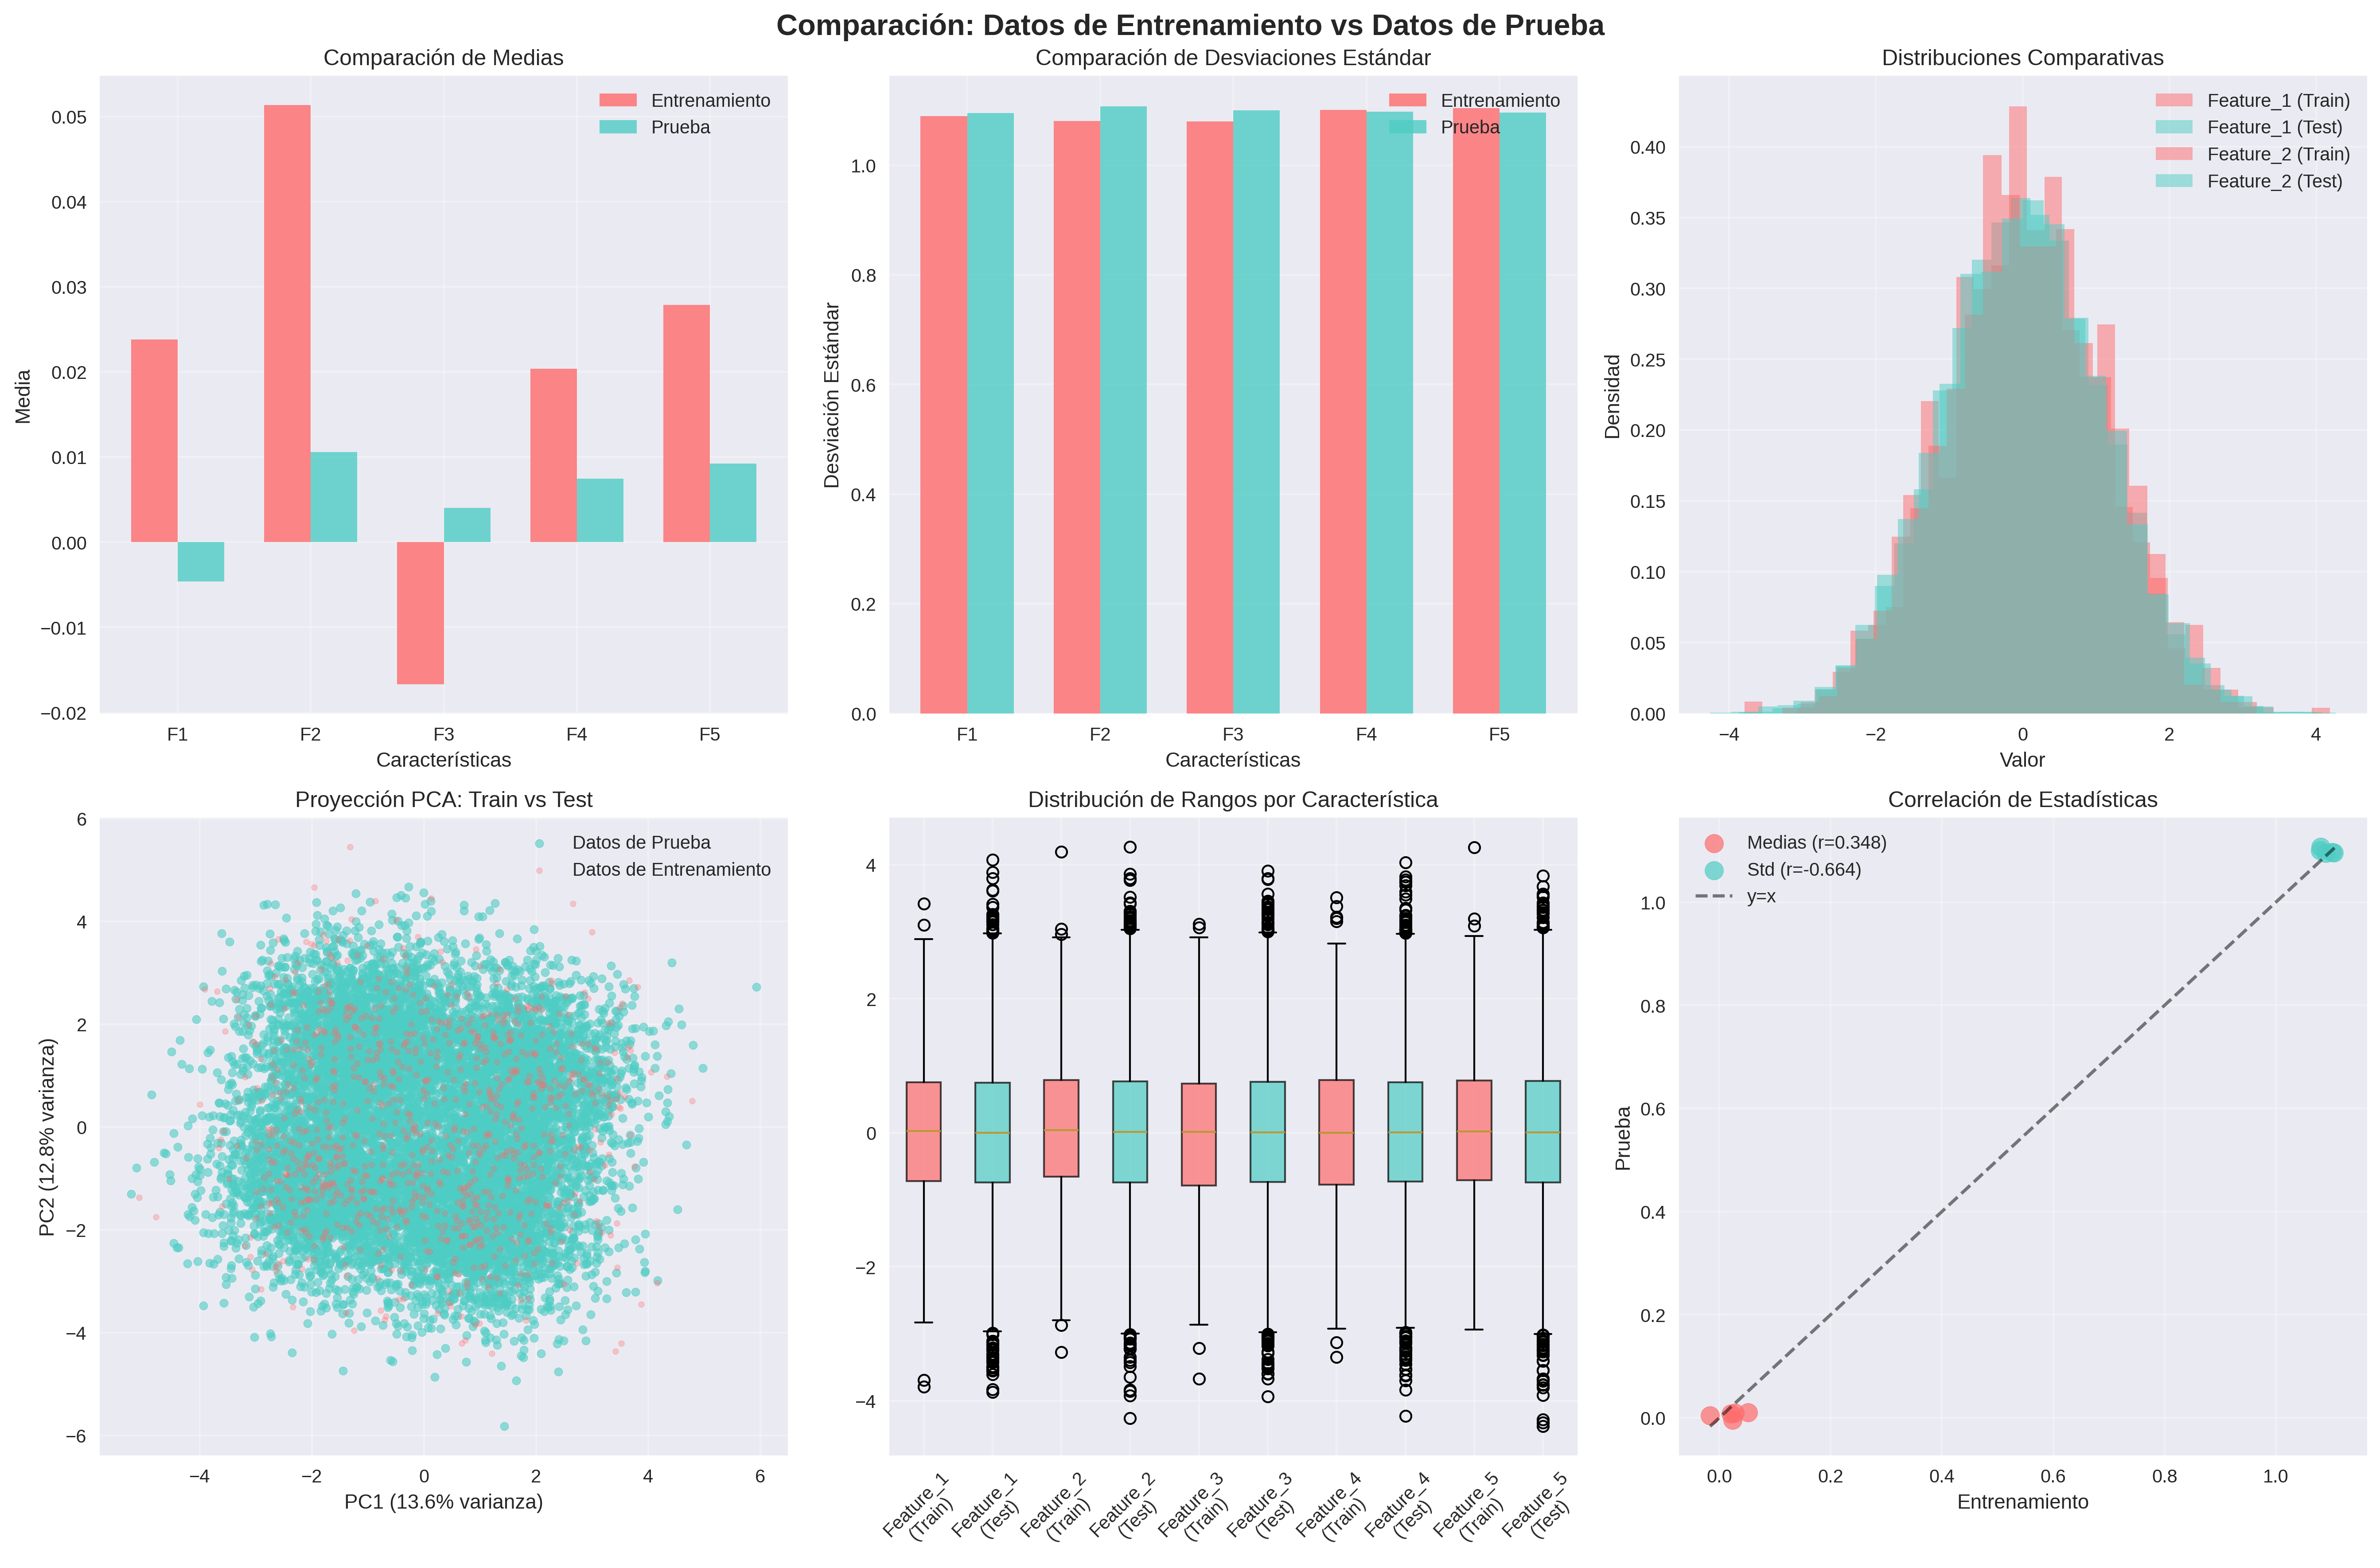 Comparación: Datos de Entrenamiento vs Datos de Prueba
Comparación de Medias
Entrenamiento
Prueba
0.05
0.04
0.03
0.02
0.01
0.00
−0.01
−0.02
Media
F1 F2 F3 F4 F5
Características
Comparación de Desviaciones Estándar
Entrenamiento
Prueba
1.0
0.8
0.6
0.4
0.2
0.0
Desviación Estándar
F1 F2 F3 F4 F5
Características
Distribuciones Comparativas
Feature_1 (Train)
Feature_1 (Test)
Feature_2 (Train)
Feature_2 (Test)
0.40
0.35
0.30
0.25
0.20
0.15
0.10
0.05
0.00
Densidad
−4 −2 0 2 4
Valor
Proyección PCA: Train vs Test
Datos de Prueba
Datos de Entrenamiento
6
4
2
0
−2
−4
−6
PC2 (12.8% varianza)
−4 −2 0 2 4 6
PC1 (13.6% varianza)
Distribución de Rangos por Característica
4
2
0
−2
−4
Feature_1
(Train)
Feature_1
(Test)
Feature_2
(Train)
Feature_2
(Test)
Feature_3
(Train)
Feature_3
(Test)
Feature_4
(Train)
Feature_4
(Test)
Feature_5
(Train)
Feature_5
(Test)
Correlación de Estadísticas
Medias (r=0.348)
Std (r=-0.664)
y=x
1.0
0.8
0.6
0.4
0.2
0.0
Prueba
0.0 0.2 0.4 0.6 0.8 1.0
Entrenamiento